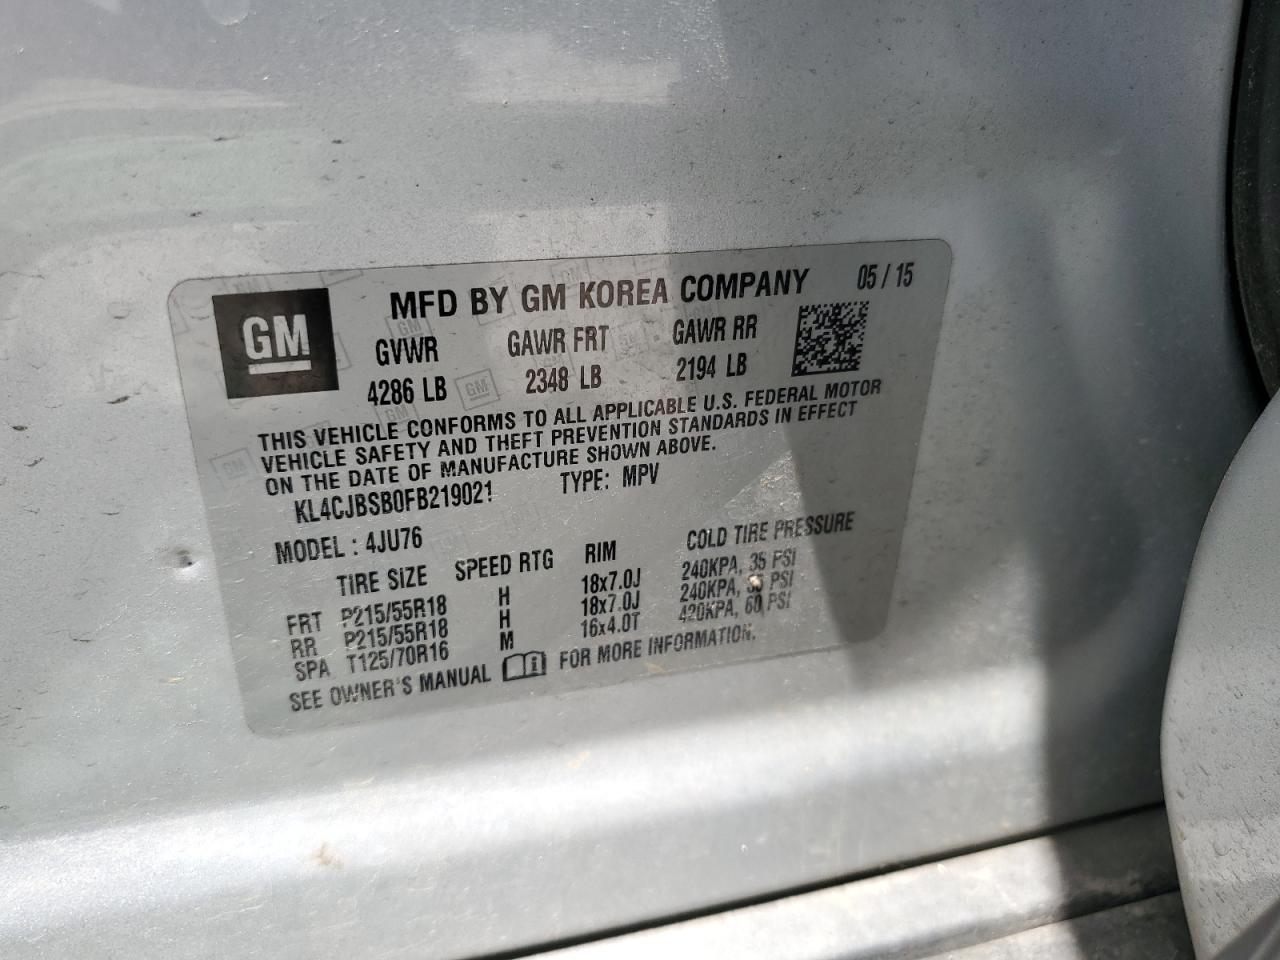 GM
MFD BY GM KOREA COMPANY 05 / 15
GVWR GAWR FRT GAWR RR
4286 LB 2348 LB 2194 LB
THIS VEHICLE CONFORMS TO ALL APPLICABLE U.S. FEDERAL MOTOR
VEHICLE SAFETY AND THEFT PREVENTION STANDARDS IN EFFECT
ON THE DATE OF MANUFACTURE SHOWN ABOVE.
KL4CJBSB0FB219021 TYPE: MPV
MODEL : 4JU76
TIRE SIZE SPEED RTG RIM COLD TIRE PRESSURE
FRT P215/55R18 H 18x7.0J 240KPA, 35 PSI
RR P215/55R18 H 18x7.0J 240KPA, 35 PSI
SPA T125/70R16 M 16x4.0T 420KPA, 60 PSI
SEE OWNER'S MANUAL FOR MORE INFORMATION.